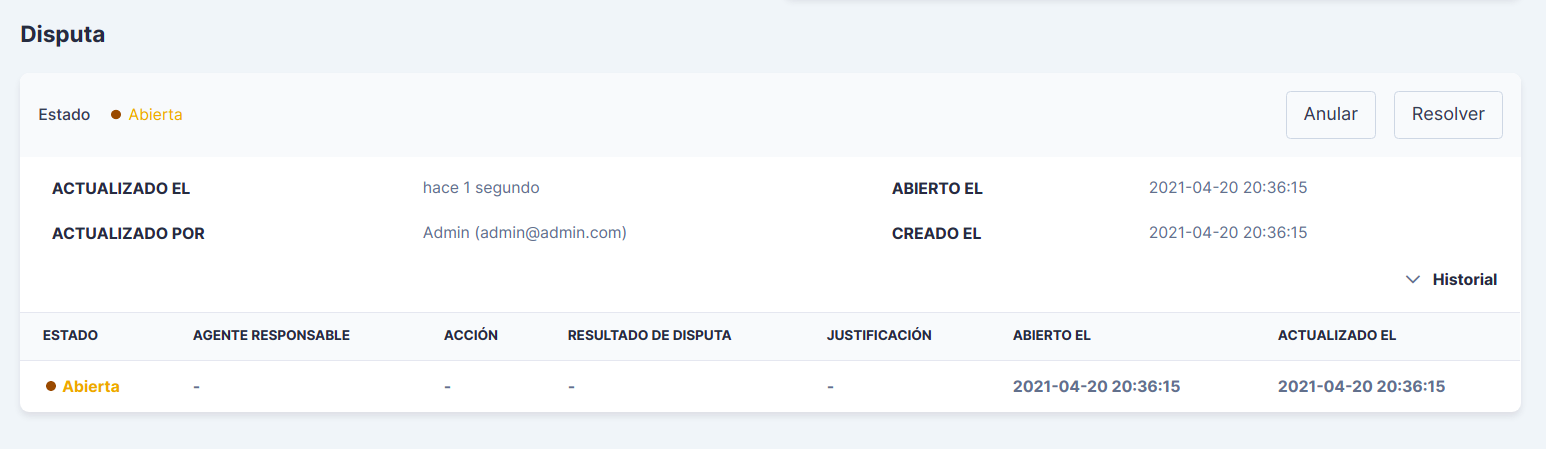 Disputa
Estado Abierta Anular Resolver
ACTUALIZADO EL hace 1 segundo ABIERTO EL 2021-04-20 20:36:15
ACTUALIZADO POR Admin (admin@admin.com) CREADO EL 2021-04-20 20:36:15
Historial
ESTADO AGENTE RESPONSABLE ACCIÓN RESULTADO DE DISPUTA JUSTIFICACIÓN ABIERTO EL ACTUALIZADO EL
Abierta - - - - 2021-04-20 20:36:15 2021-04-20 20:36:15